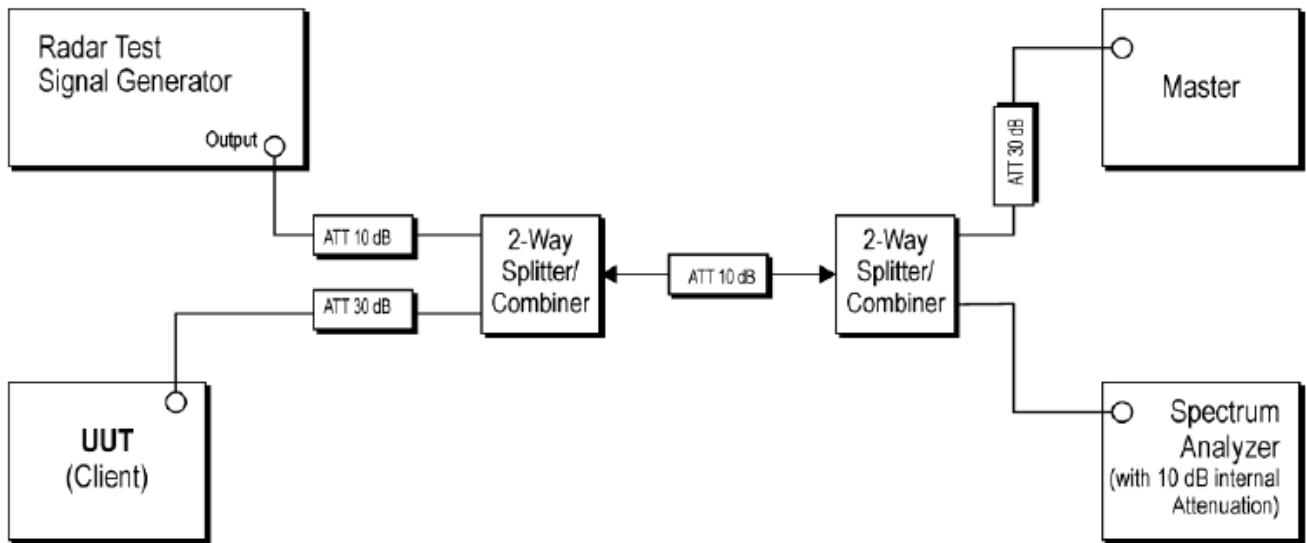 Radar Test
Signal Generator
Output
Master
ATT 30 dB
ATT 10 dB
2-Way
Splitter/
Combiner
ATT 10 dB
2-Way
Splitter/
Combiner
ATT 30 dB
UUT
(Client)
Spectrum
Analyzer
(with 10 dB internal
Attenuation)